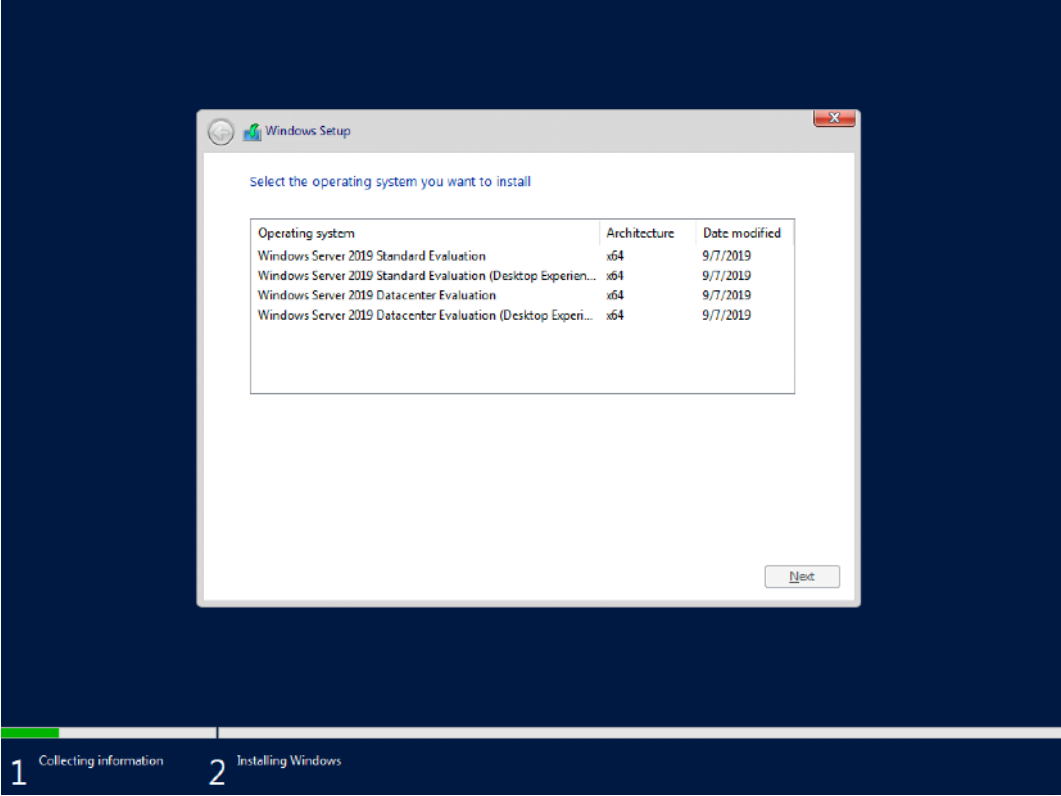 Windows Setup
Select the operating system you want to install
Operating system Architecture Date modified
Windows Server 2019 Standard Evaluation x64 9/7/2019
Windows Server 2019 Standard Evaluation (Desktop Experien... x64 9/7/2019
Windows Server 2019 Datacenter Evaluation x64 9/7/2019
Windows Server 2019 Datacenter Evaluation (Desktop Experi... x64 9/7/2019
Next
1 Collecting information 2 Installing Windows